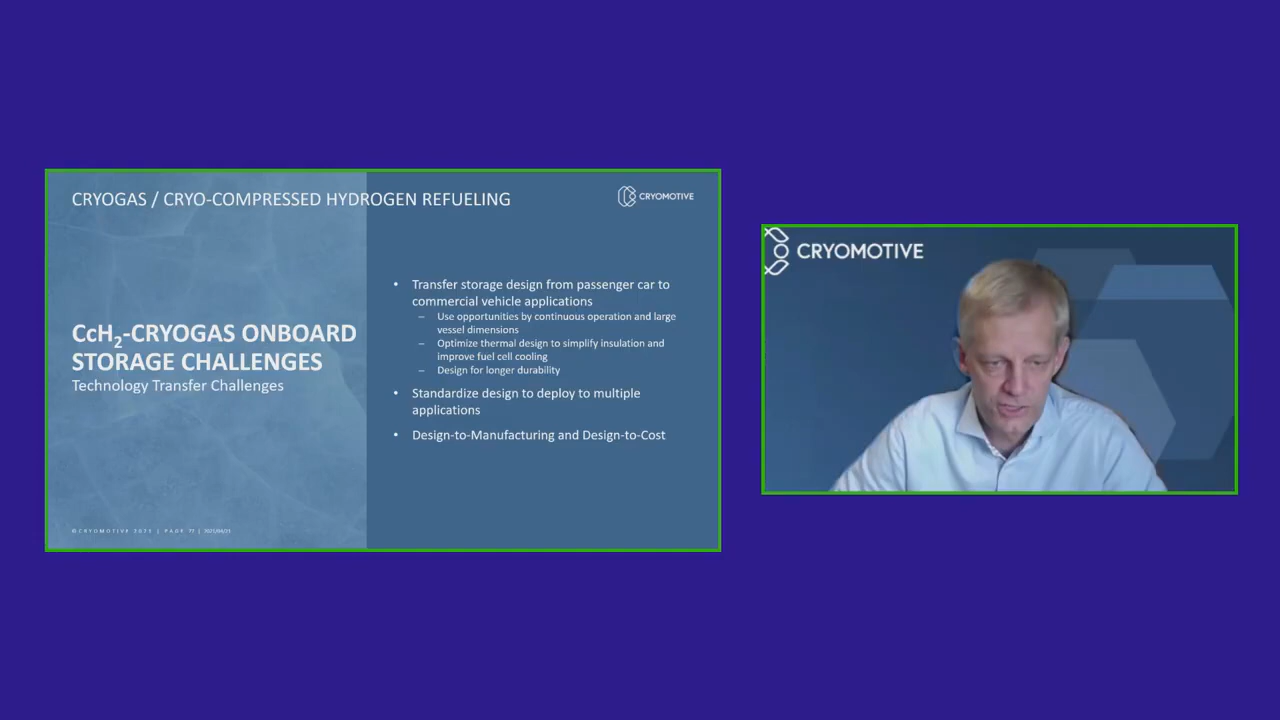 CRYOGAS / CRYO-COMPRESSED HYDROGEN REFUELING
CRYOMOTIVE
CcH₂-CRYOGAS ONBOARD
STORAGE CHALLENGES
Technology Transfer Challenges
• Transfer storage design from passenger car to
commercial vehicle applications
– Use opportunities by continuous operation and large
vessel dimensions
– Optimize thermal design to simplify insulation and
improve fuel cell cooling
– Design for longer durability
• Standardize design to deploy to multiple
applications
• Design-to-Manufacturing and Design-to-Cost
CRYOMOTIVE